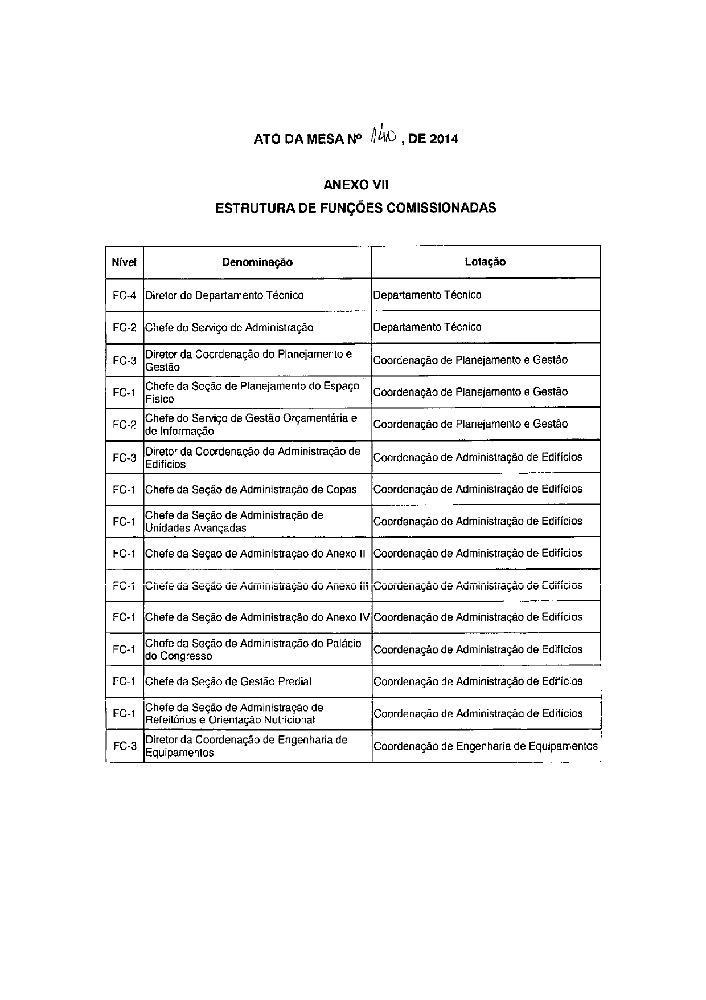 ATO DA MESA Nº 140, DE 2014
ANEXO VII
ESTRUTURA DE FUNÇÕES COMISSIONADAS
Nível Denominação Lotação
FC-4 Diretor do Departamento Técnico Departamento Técnico
FC-2 Chefe do Serviço de Administração Departamento Técnico
FC-3 Diretor da Coordenação de Planejamento e
Gestão Coordenação de Planejamento e Gestão
FC-1 Chefe da Seção de Planejamento do Espaço
Físico Coordenação de Planejamento e Gestão
FC-2 Chefe do Serviço de Gestão Orçamentária e
de Informação Coordenação de Planejamento e Gestão
FC-3 Diretor da Coordenação de Administração de
Edifícios Coordenação de Administração de Edifícios
FC-1 Chefe da Seção de Administração de Copas Coordenação de Administração de Edifícios
FC-1 Chefe da Seção de Administração de
Unidades Avançadas Coordenação de Administração de Edifícios
FC-1 Chefe da Seção de Administração do Anexo II Coordenação de Administração de Edifícios
FC-1 Chefe da Seção de Administração do Anexo III Coordenação de Administração de Edifícios
FC-1 Chefe da Seção de Administração do Anexo IV Coordenação de Administração de Edifícios
FC-1 Chefe da Seção de Administração do Palácio
do Congresso Coordenação de Administração de Edifícios
FC-1 Chefe da Seção de Gestão Predial Coordenação de Administração de Edifícios
FC-1 Chefe da Seção de Administração de
Refeitórios e Orientação Nutricional Coordenação de Administração de Edifícios
FC-3 Diretor da Coordenação de Engenharia de
Equipamentos Coordenação de Engenharia de Equipamentos